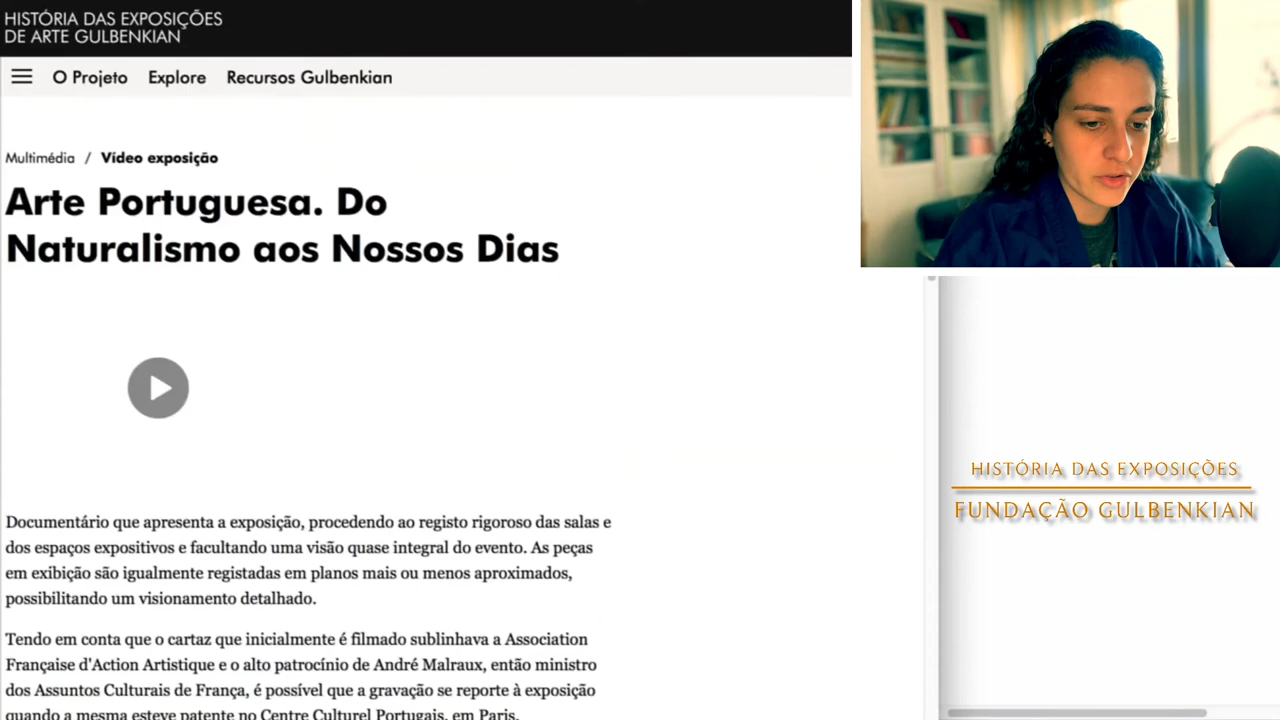 HISTÓRIA DAS EXPOSIÇÕES
DE ARTE GULBENKIAN
O Projeto Explore Recursos Gulbenkian
Multimédia / Vídeo exposição
Arte Portuguesa. Do
Naturalismo aos Nossos Dias
Documentário que apresenta a exposição, procedendo ao registo rigoroso das salas e
dos espaços expositivos e facultando uma visão quase integral do evento. As peças
em exibição são igualmente registadas em planos mais ou menos aproximados,
possibilitando um visionamento detalhado.
Tendo em conta que o cartaz que inicialmente é filmado sublinhava a Association
Française d'Action Artistique e o alto patrocínio de André Malraux, então ministro
dos Assuntos Culturais de França, é possível que a gravação se reporte à exposição
quando a mesma esteve patente no Centre Culturel Portugais, em Paris.
HISTÓRIA DAS EXPOSIÇÕES
FUNDAÇÃO GULBENKIAN